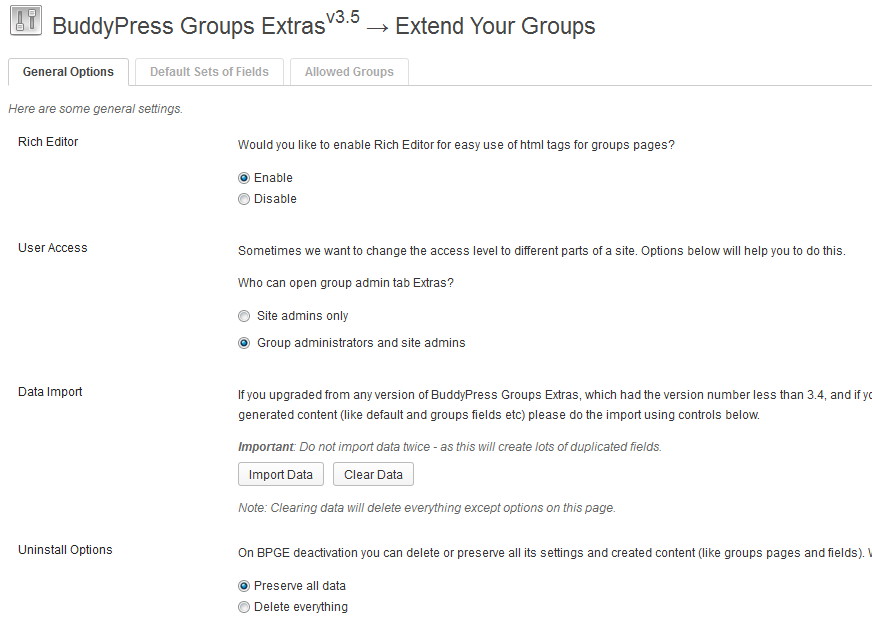 BuddyPress Groups Extras v3.5 → Extend Your Groups
General Options Default Sets of Fields Allowed Groups
Here are some general settings.
Rich Editor
Would you like to enable Rich Editor for easy use of html tags for groups pages?
Enable
Disable
User Access
Sometimes we want to change the access level to different parts of a site. Options below will help you to do this.
Who can open group admin tab Extras?
Site admins only
Group administrators and site admins
Data Import
If you upgraded from any version of BuddyPress Groups Extras, which had the version number less than 3.4, and if
generated content (like default and groups fields etc) please do the import using controls below.
Important: Do not import data twice - as this will create lots of duplicated fields.
Import Data Clear Data
Note: Clearing data will delete everything except options on this page.
Uninstall Options
On BPGE deactivation you can delete or preserve all its settings and created content (like groups pages and fields).
Preserve all data
Delete everything